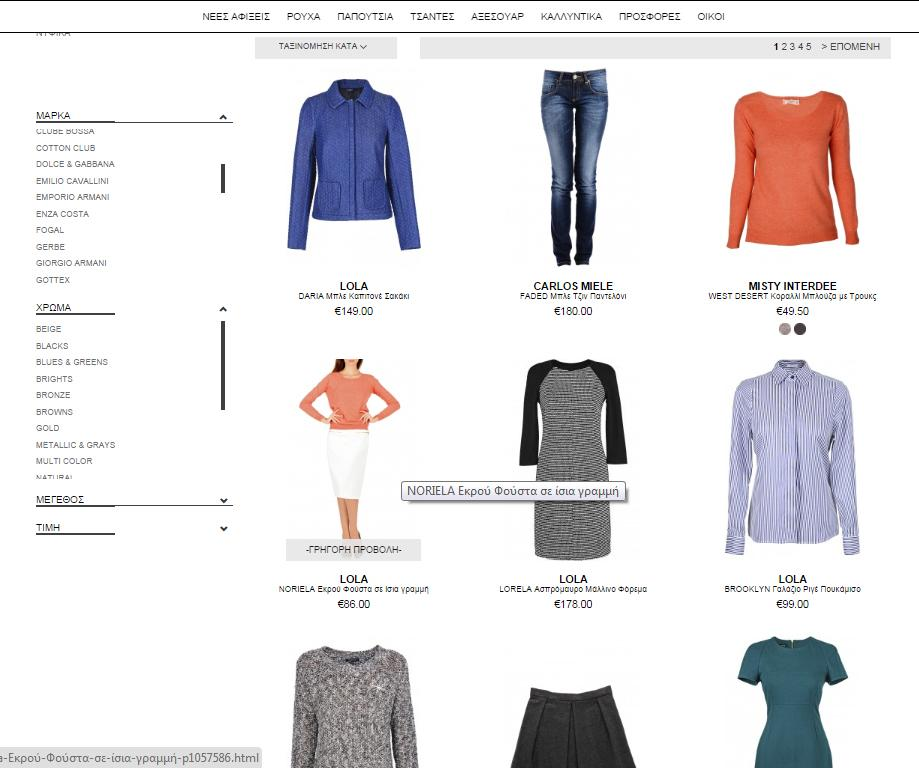 ΝΕΕΣ ΑΦΙΞΕΙΣ ΡΟΥΧΑ ΠΑΠΟΥΤΣΙΑ ΤΣΑΝΤΕΣ ΑΞΕΣΟΥΑΡ ΚΑΛΛΥΝΤΙΚΑ ΠΡΟΣΦΟΡΕΣ ΟΙΚΟΙ
ΝΥΦΙΚΑ
ΤΑΞΙΝΟΜΗΣΗ ΚΑΤΑ
1 2 3 4 5 > ΕΠΟΜΕΝΗ
ΜΑΡΚΑ
CLUBE BOSSA
COTTON CLUB
DOLCE & GABBANA
EMILIO CAVALLINI
EMPORIO ARMANI
ENZA COSTA
FOGAL
GERBE
GIORGIO ARMANI
GOTTEX
ΧΡΩΜΑ
BEIGE
BLACKS
BLUES & GREENS
BRIGHTS
BRONZE
BROWNS
GOLD
METALLIC & GRAYS
MULTI COLOR
NATURAL
ΜΕΓΕΘΟΣ
ΤΙΜΗ
LOLA
DARIA Μπλε Καπιτονέ Σακάκι
€149.00
CARLOS MIELE
FADED Μπλε Τζιν Παντελόνι
€180.00
MISTY INTERDEE
WEST DESERT Κοραλλί Μπλούζα με Τρουκς
€49.50
NORIELA Εκρού Φούστα σε ίσια γραμμή
-ΓΡΗΓΟΡΗ ΠΡΟΒΟΛΗ-
LOLA
NORIELA Εκρού Φούστα σε ίσια γραμμή
€86.00
LOLA
LORELA Ασπρόμαυρο Μάλλινο Φόρεμα
€178.00
LOLA
BROOKLYN Γαλάζιο Ριγέ Πουκάμισο
€99.00
-Εκρού-Φούστα-σε-ίσια-γραμμή-p1057586.html